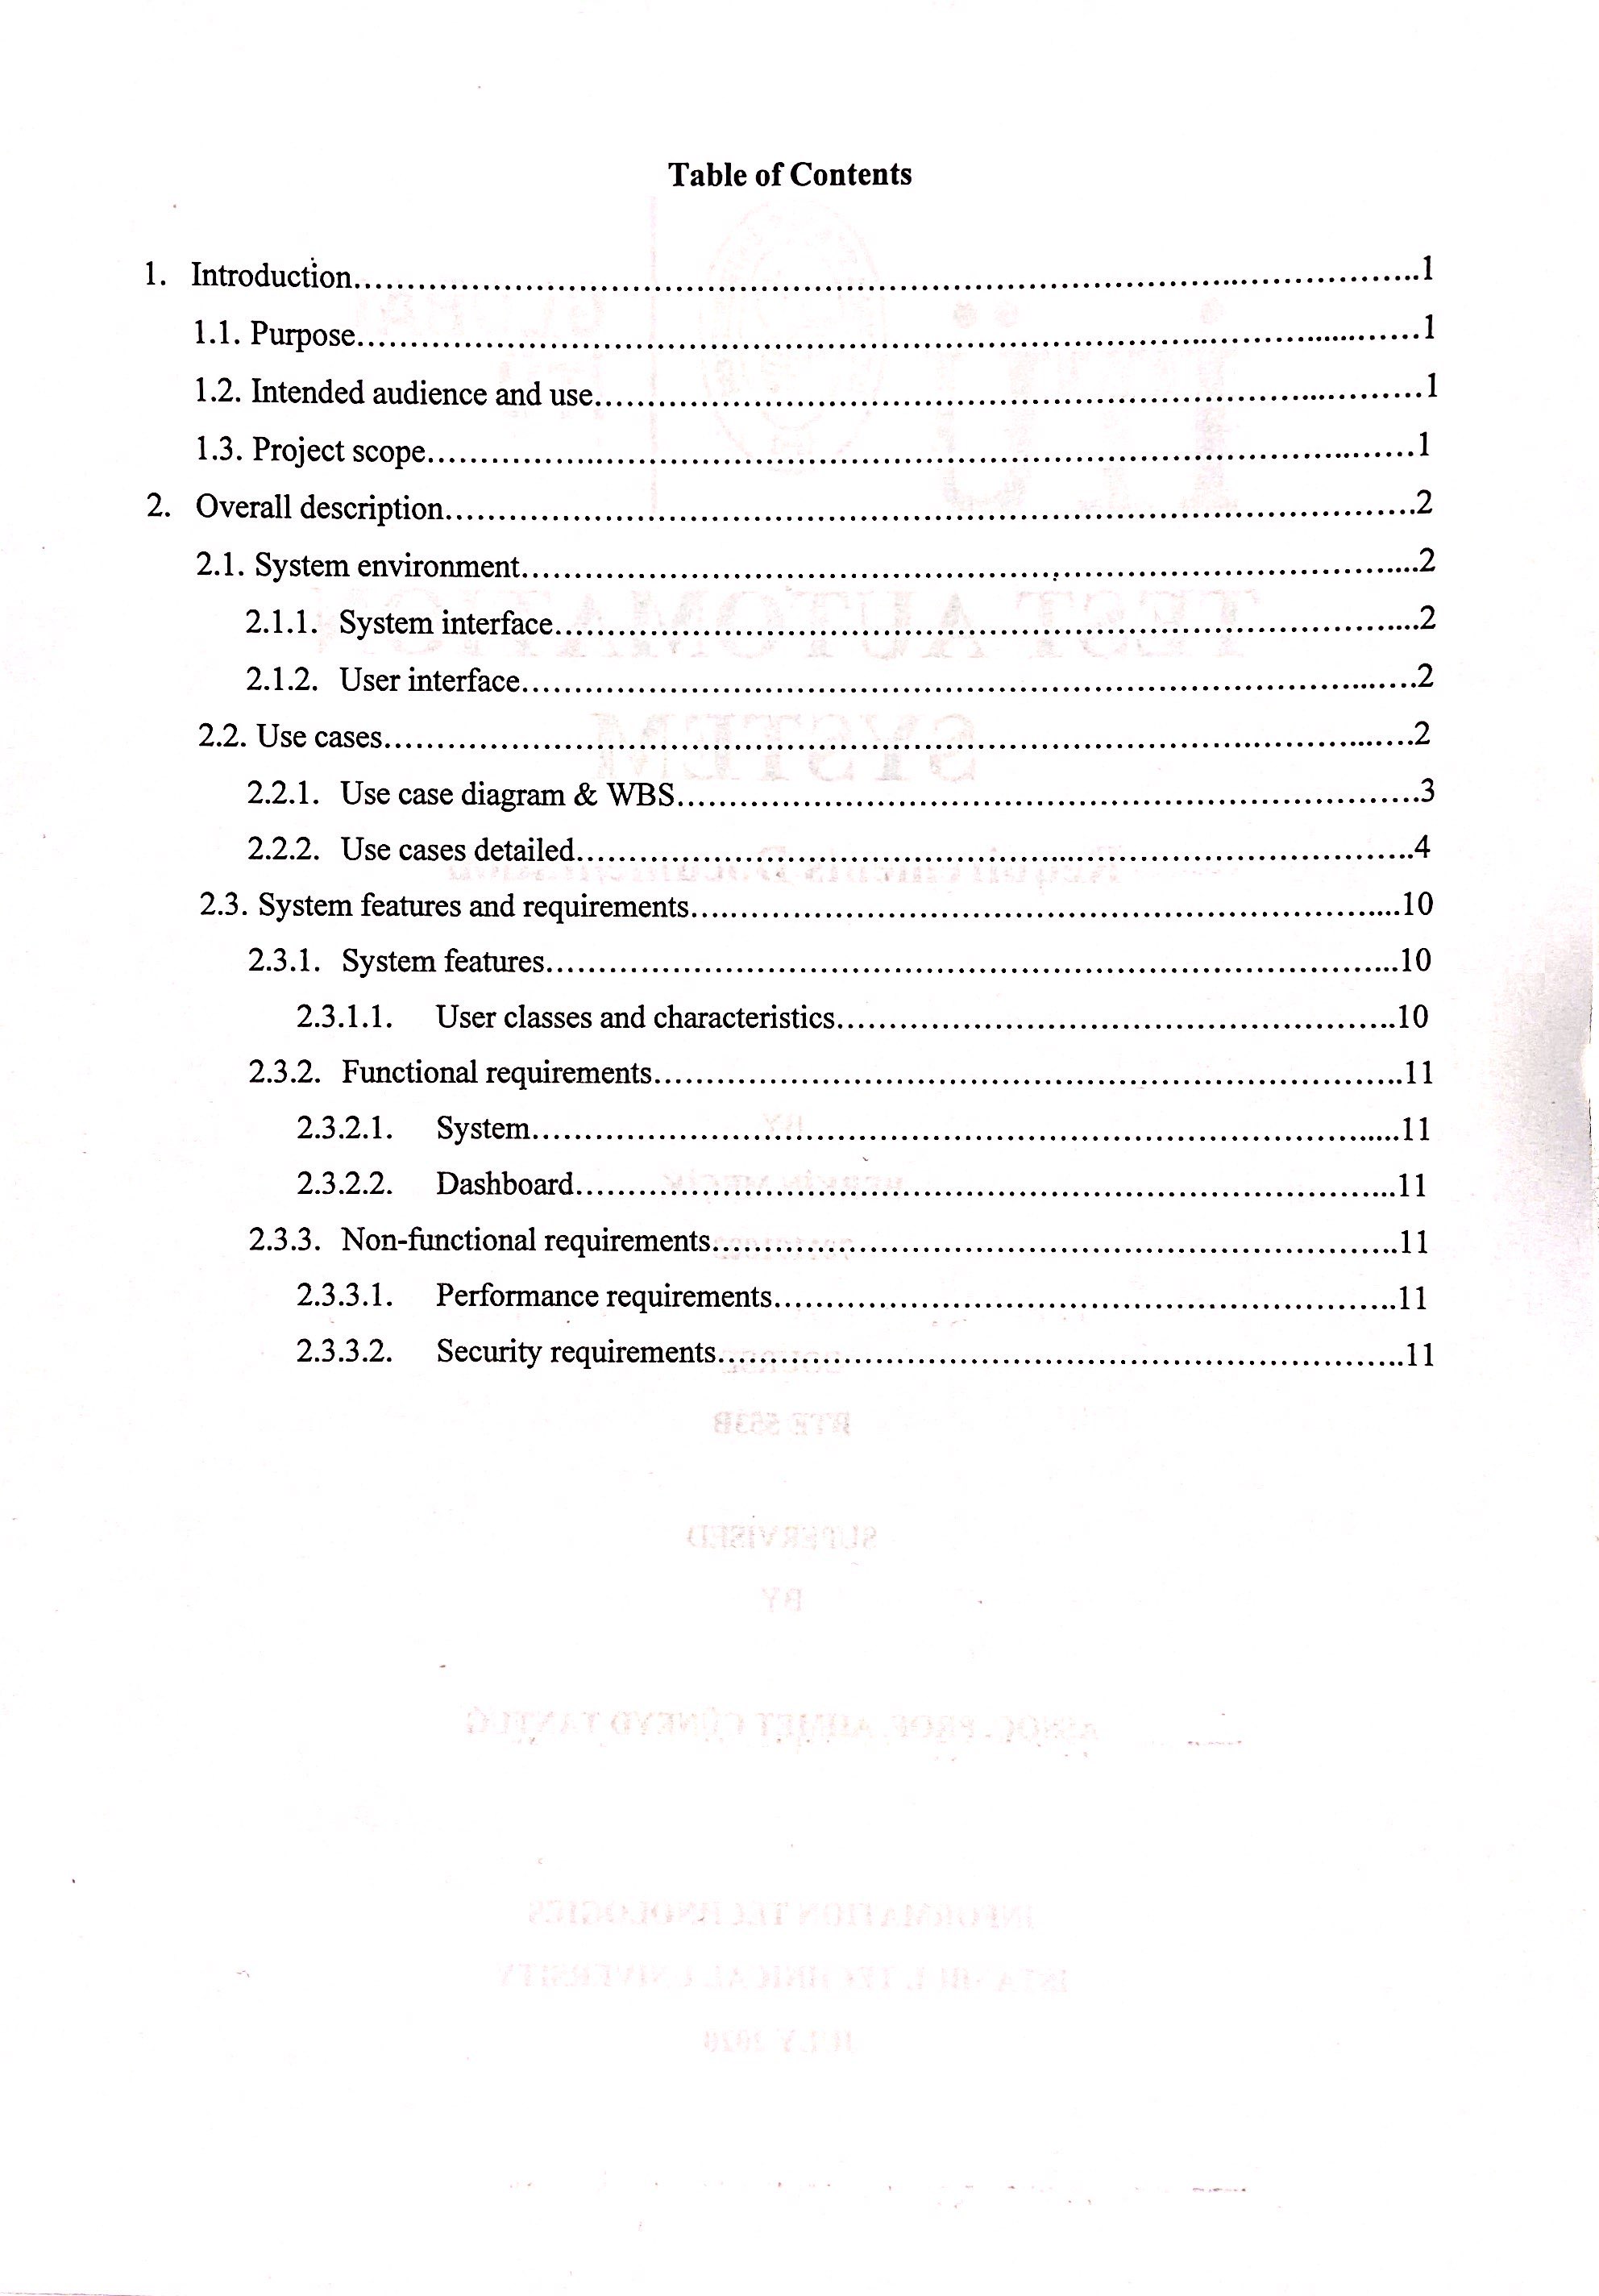 Table of Contents
1. Introduction.....1
1.1. Purpose.....1
1.2. Intended audience and use.....1
1.3. Project scope.....1
2. Overall description.....2
2.1. System environment.....2
2.1.1. System interface.....2
2.1.2. User interface.....2
2.2. Use cases.....2
2.2.1. Use case diagram & WBS.....3
2.2.2. Use cases detailed.....4
2.3. System features and requirements.....10
2.3.1. System features.....10
2.3.1.1. User classes and characteristics.....10
2.3.2. Functional requirements.....11
2.3.2.1. System.....11
2.3.2.2. Dashboard.....11
2.3.3. Non-functional requirements.....11
2.3.3.1. Performance requirements.....11
2.3.3.2. Security requirements.....11